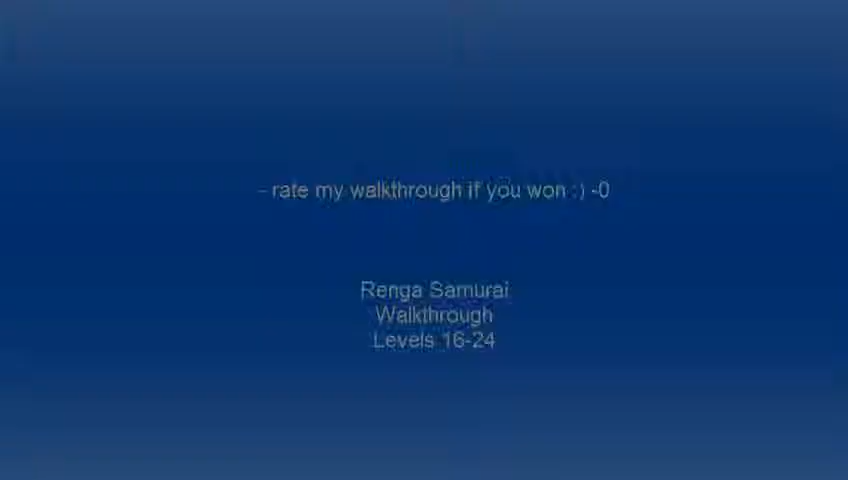 - rate my walkthrough if you won :) -0
Renga Samurai
Walkthrough
Levels 16-24